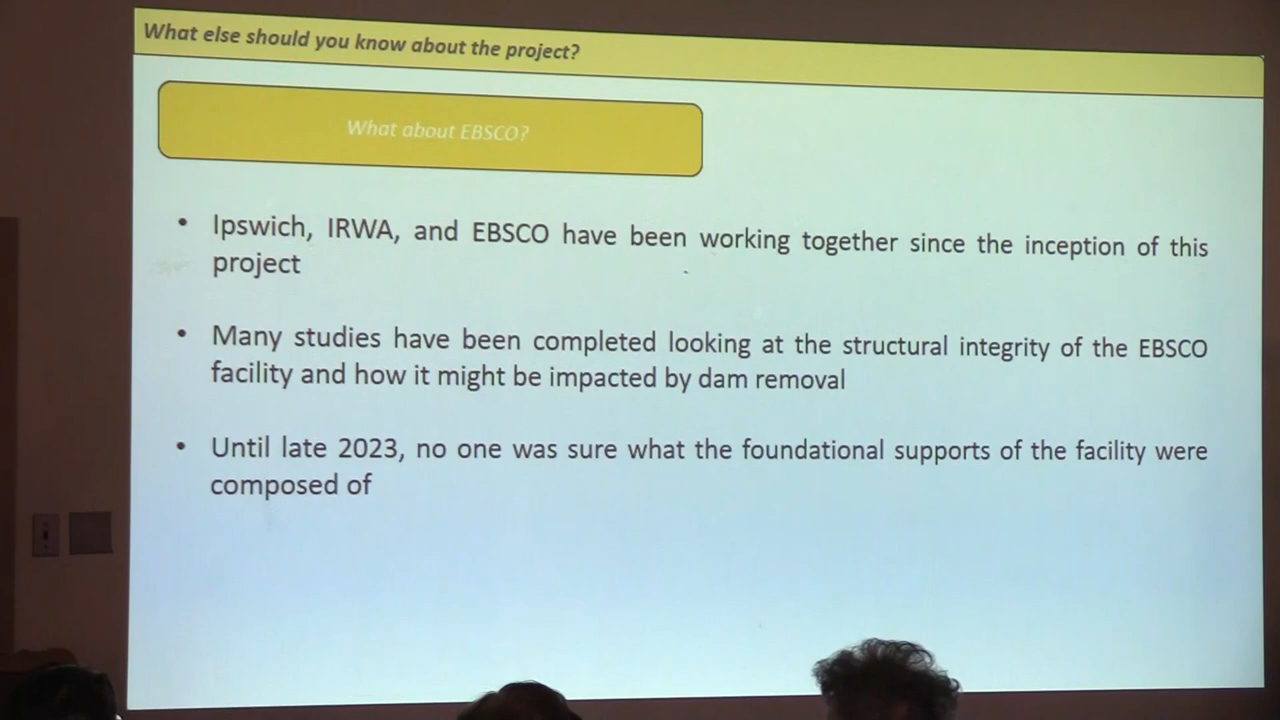 What else should you know about the project?
What about EBSCO?
• Ipswich, IRWA, and EBSCO have been working together since the inception of this
project
• Many studies have been completed looking at the structural integrity of the EBSCO
facility and how it might be impacted by dam removal
• Until late 2023, no one was sure what the foundational supports of the facility were
composed of